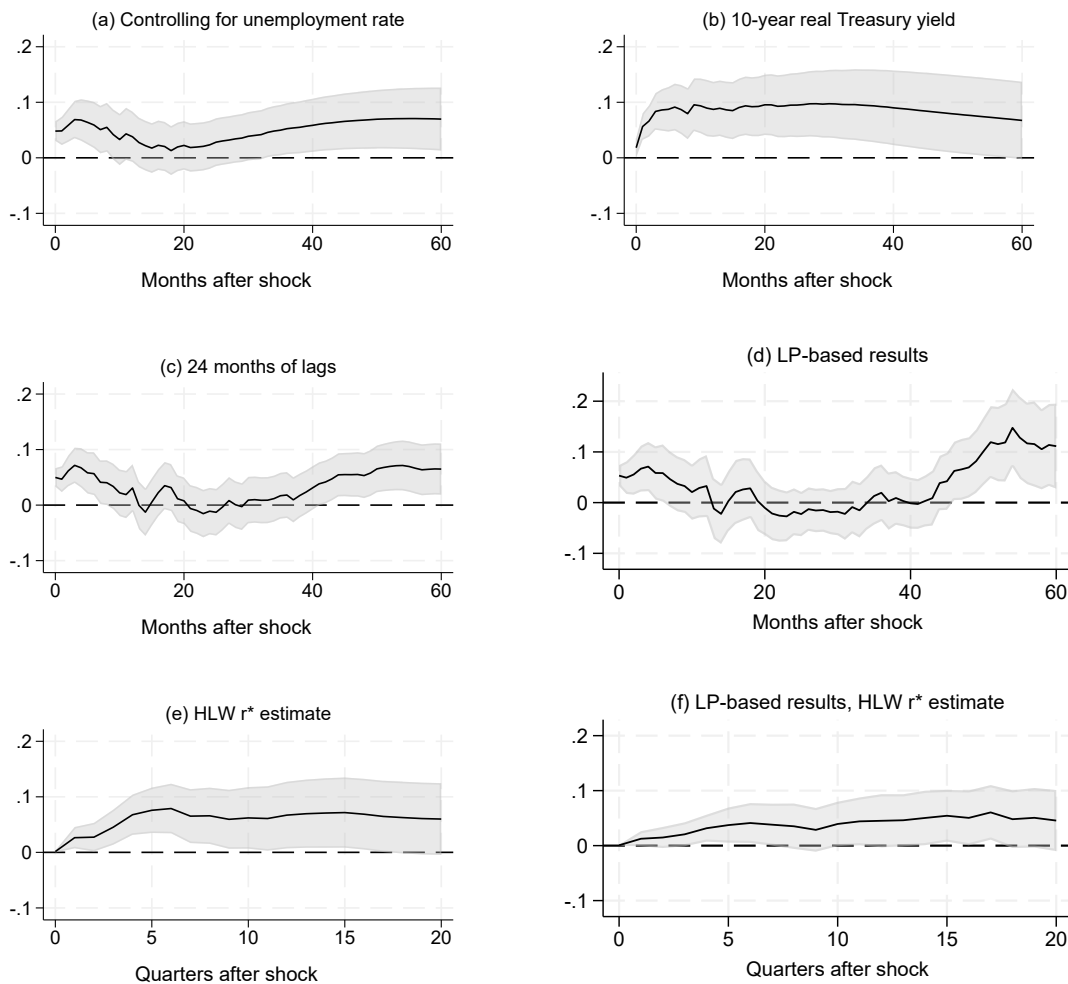 (a) Controlling for unemployment rate
.2
.1
0
-.1
0 20 40 60
Months after shock
(b) 10-year real Treasury yield
.2
.1
0
-.1
0 20 40 60
Months after shock
(c) 24 months of lags
.2
.1
0
-.1
0 20 40 60
Months after shock
(d) LP-based results
.2
.1
0
-.1
0 20 40 60
Months after shock
(e) HLW r* estimate
.2
.1
0
-.1
0 5 10 15 20
Quarters after shock
(f) LP-based results, HLW r* estimate
.2
.1
0
-.1
0 5 10 15 20
Quarters after shock